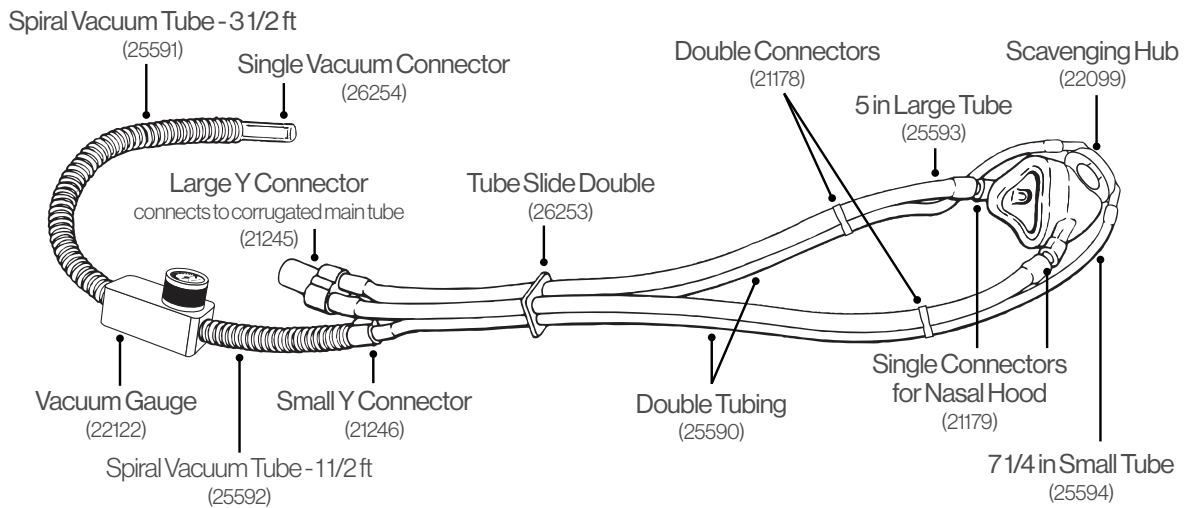 Spiral Vacuum Tube - 3 1/2 ft
(25591)
Single Vacuum Connector
(26254)
Double Connectors
(21178)
Scavenging Hub
(22099)
5 in Large Tube
(25593)
Large Y Connector
connects to corrugated main tube
(21245)
Tube Slide Double
(26253)
Vacuum Gauge
(22122)
Small Y Connector
(21246)
Spiral Vacuum Tube - 1 1/2 ft
(25592)
Double Tubing
(25590)
Single Connectors
for Nasal Hood
(21179)
7 1/4 in Small Tube
(25594)